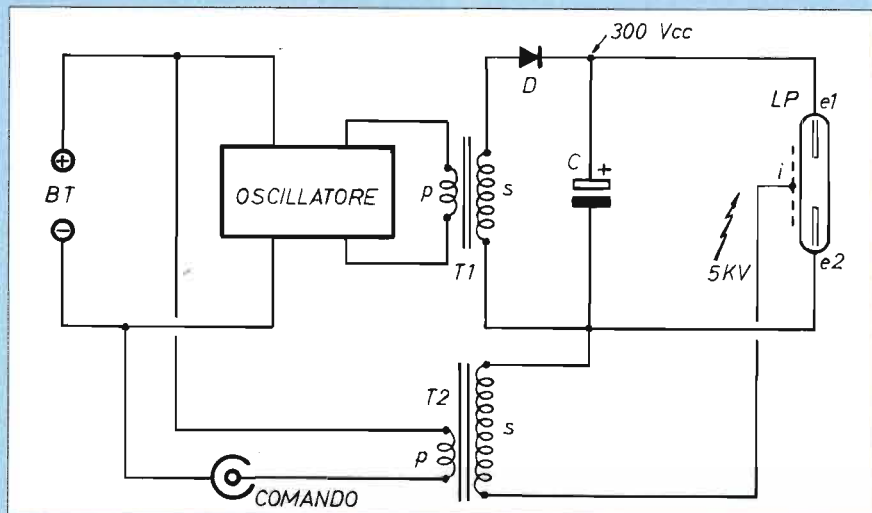 300 Vcc
D
LP
e1
BT
+
−
OSCILLATORE
p
s
T1
C
+
i
5KV
e2
T2
p
s
COMANDO